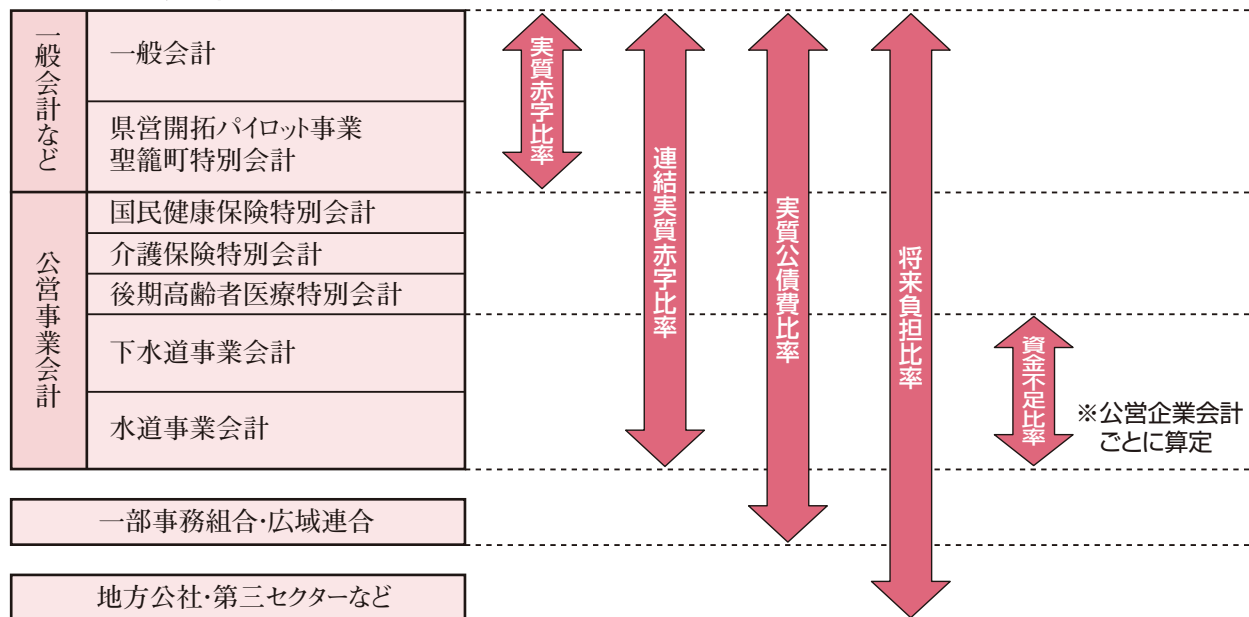 一般会計など
一般会計
県営開拓パイロット事業
聖籠町特別会計
公営事業会計
国民健康保険特別会計
介護保険特別会計
後期高齢者医療特別会計
下水道事業会計
水道事業会計
一部事務組合・広域連合
地方公社・第三セクターなど
実質赤字比率
連結実質赤字比率
実質公債費比率
将来負担比率
資金不足比率
※公営企業会計
ごとに算定